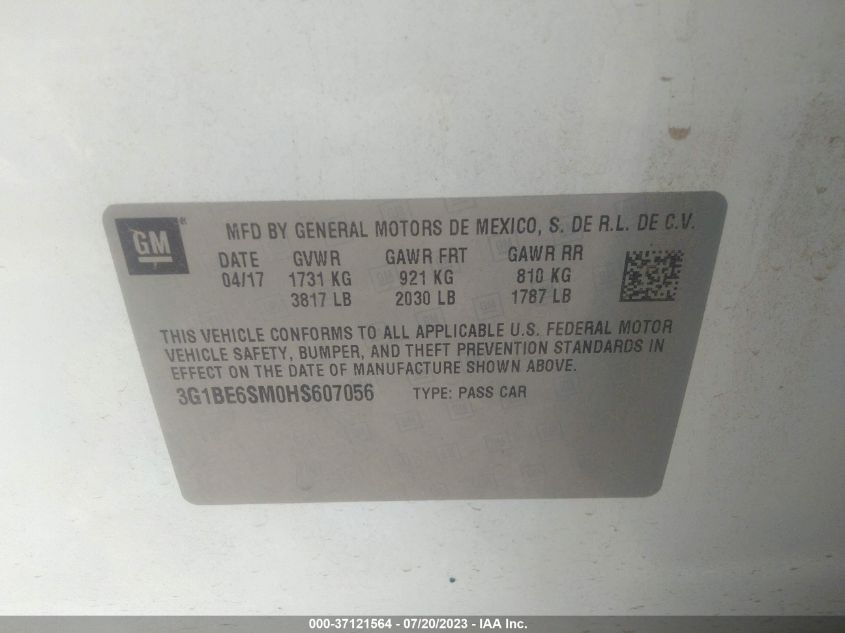 GM ®
MFD BY GENERAL MOTORS DE MEXICO, S. DE R.L. DE C.V.
DATE GVWR GAWR FRT GAWR RR
04/17 1731 KG 921 KG 810 KG
3817 LB 2030 LB 1787 LB
THIS VEHICLE CONFORMS TO ALL APPLICABLE U.S. FEDERAL MOTOR
VEHICLE SAFETY, BUMPER, AND THEFT PREVENTION STANDARDS IN
EFFECT ON THE DATE OF MANUFACTURE SHOWN ABOVE.
3G1BE6SM0HS607056 TYPE: PASS CAR
000-37121564 - 07/20/2023 - IAA Inc.